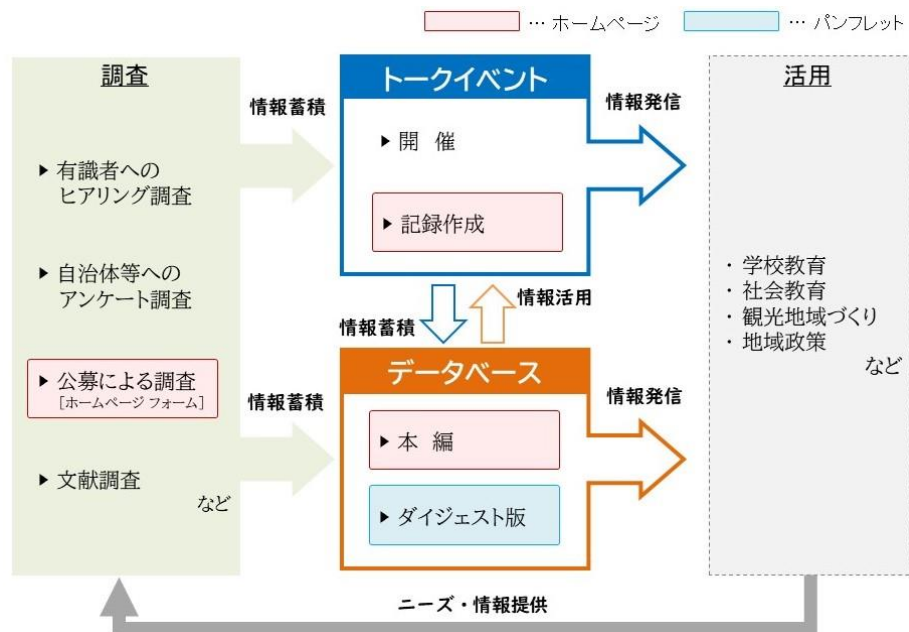 … ホームページ
… パンフレット
調査
▶ 有識者への
ヒアリング調査
▶ 自治体等への
アンケート調査
▶ 公募による調査
［ホームページ フォーム］
▶ 文献調査
など
情報蓄積
情報蓄積
トークイベント
▶ 開 催
▶ 記録作成
情報蓄積
情報活用
データベース
▶ 本 編
▶ ダイジェスト版
情報発信
情報発信
活用
・ 学校教育
・ 社会教育
・ 観光地域づくり
・ 地域政策
など
ニーズ・情報提供